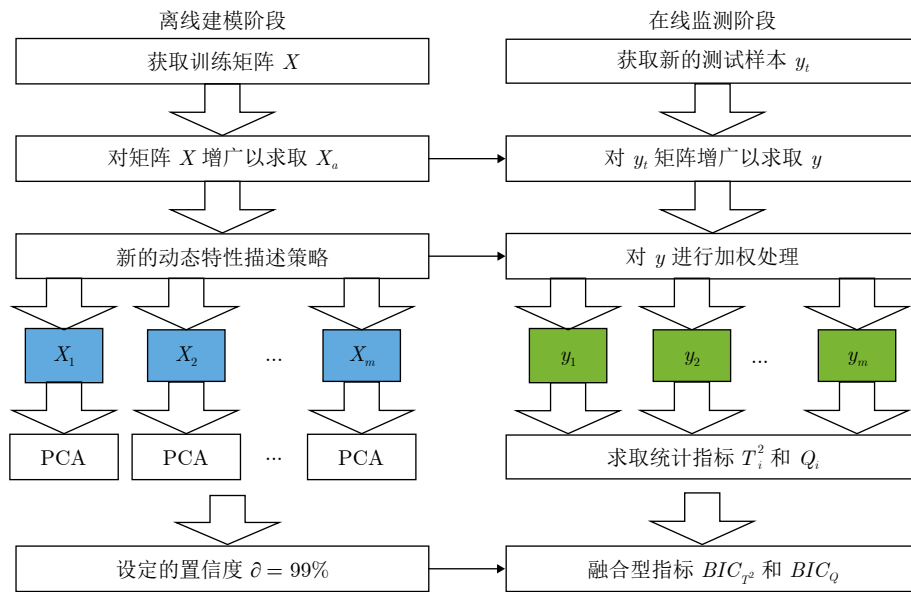 离线建模阶段
在线监测阶段
获取训练矩阵 X
获取新的测试样本 y_t
对矩阵 X 增广以求取 X_a
对 y_t 矩阵增广以求取 y
新的动态特性描述策略
对 y 进行加权处理
X_1 X_2 ... X_m
y_1 y_2 ... y_m
PCA PCA ... PCA
求取统计指标 T_i^2 和 Q_i
设定的置信度 ∂ = 99%
融合型指标 BIC_{T^2} 和 BIC_Q